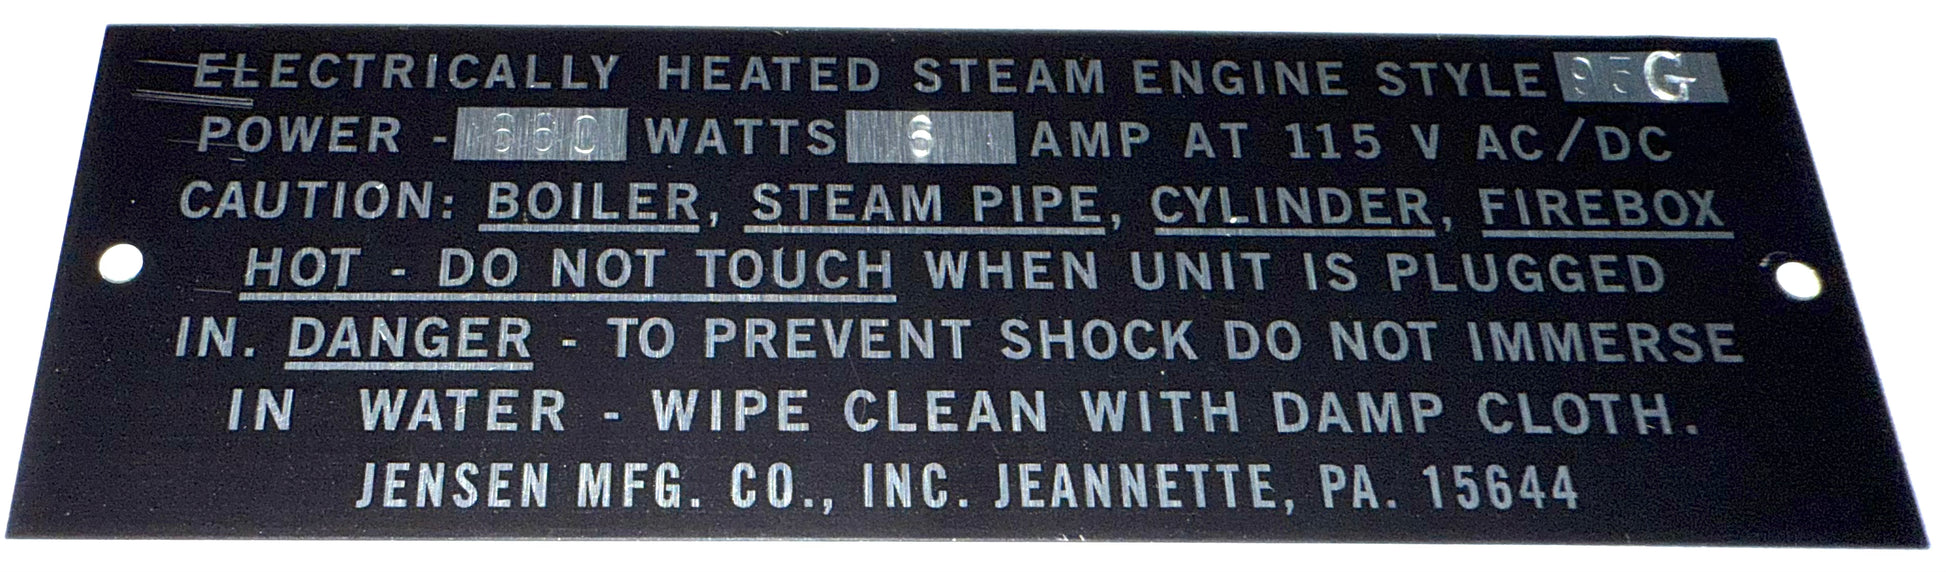 ELECTRICALLY HEATED STEAM ENGINE STYLE 95G
POWER - WATTS 6 AMP AT 115 V AC/DC
CAUTION: BOILER, STEAM PIPE, CYLINDER, FIREBOX
HOT - DO NOT TOUCH WHEN UNIT IS PLUGGED
IN. DANGER - TO PREVENT SHOCK DO NOT IMMERSE
IN WATER - WIPE CLEAN WITH DAMP CLOTH.
JENSEN MFG. CO., INC. JEANNETTE, PA. 15644